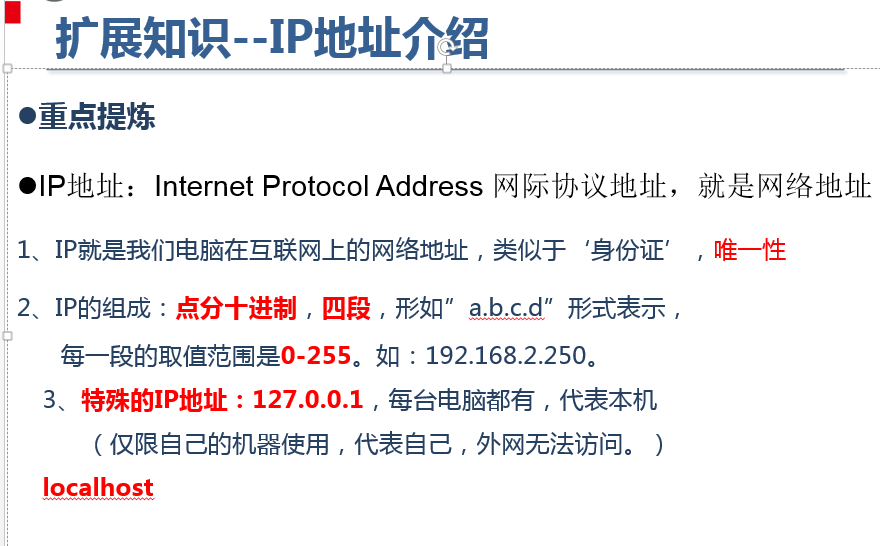 扩展知识--IP地址介绍
●重点提炼
●IP地址：Internet Protocol Address 网际协议地址，就是网络地址
1、IP就是我们电脑在互联网上的网络地址，类似于‘身份证’，唯一性
2、IP的组成：点分十进制，四段，形如”a.b.c.d”形式表示，
每一段的取值范围是0-255。如：192.168.2.250。
3、特殊的IP地址：127.0.0.1，每台电脑都有，代表本机
（仅限自己的机器使用，代表自己，外网无法访问。）
localhost